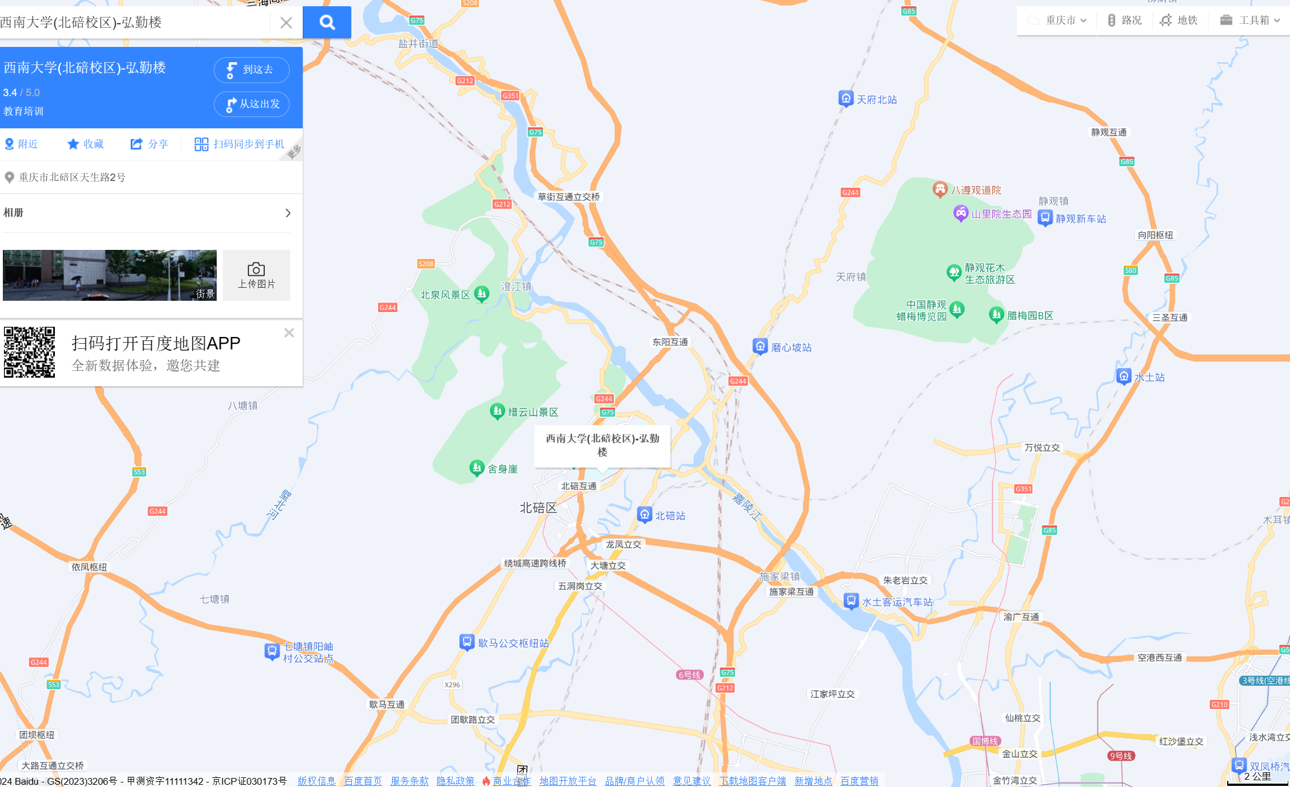 西南大学(北碚校区)-弘勤楼
重庆市
路况
地铁
工具箱
西南大学(北碚校区)-弘勤楼
到这去
3.4 / 5.0
从这出发
教育培训
附近
收藏
分享
扫码同步到手机
重庆市北碚区天生路2号
相册
街景
上传图片
扫码打开百度地图APP
全新数据体验，邀您共建
S208
G75
G85
盐井街道
G212
G351
天府北站
G75
静观互通
G85
G244
八遵观道院
草街互通立交桥
G212
静观镇
山里院生态园
静观新车站
G75
向阳枢纽
S208
天府镇
静观花木
生态旅游区
S80
G85
澄江镇
北泉风景区
G244
中国静观
蜡梅博览园
腊梅园B区
三圣互通
东阳互通
磨心坡站
G244
水土站
八塘镇
G244
G75
缙云山景区
西南大学(北碚校区)-弘勤
楼
万悦立交
舍身崖
S53
北碚互通
G351
G244
北碚区
嘉陵江
北碚站
木耳镇
G85
龙凤立交
绕城高速跨线桥
大塘立交
依凤枢纽
五洞岗立交
施家梁镇
朱老岩立交
施家梁互通
水土客运汽车站
七塘镇
渝广互通
歇马公交枢纽站
七塘镇阳岫
村公交站点
空港西互通
G244
S53
6号线
G75
G212
X296
3号线(空港线
江家坪立交
歇马互通
G210
团歇路立交
仙桃立交
团坝枢纽
国博线
红沙堡立交
浅水湾立交
金山立交
9号线
大路互通立交桥
双凤桥汽
金竹湾立交
2 公里
024 Baidu - GS(2023)3206号 - 甲测资字11111342 - 京ICP证030173号
版权信息
百度首页
服务条款
隐私政策
商业合作
地图开放平台
品牌/商户认领
意见建议
下载地图客户端
新增地点
百度营销